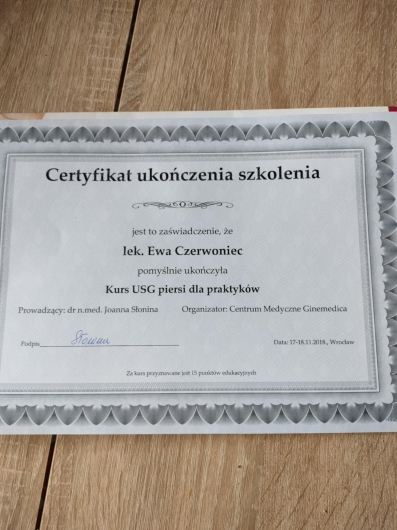 Certyfikat ukończenia szkolenia
jest to zaświadczenie, że
lek. Ewa Czerwoniec
pomyślnie ukończyła
Kurs USG piersi dla praktyków
Prowadzący: dr n.med. Joanna Słonina Organizator: Centrum Medyczne Ginemedica
Podpis Data: 17-18.11.2018., Wrocław
Za kurs przyznawane jest 15 punktów edukacyjnych